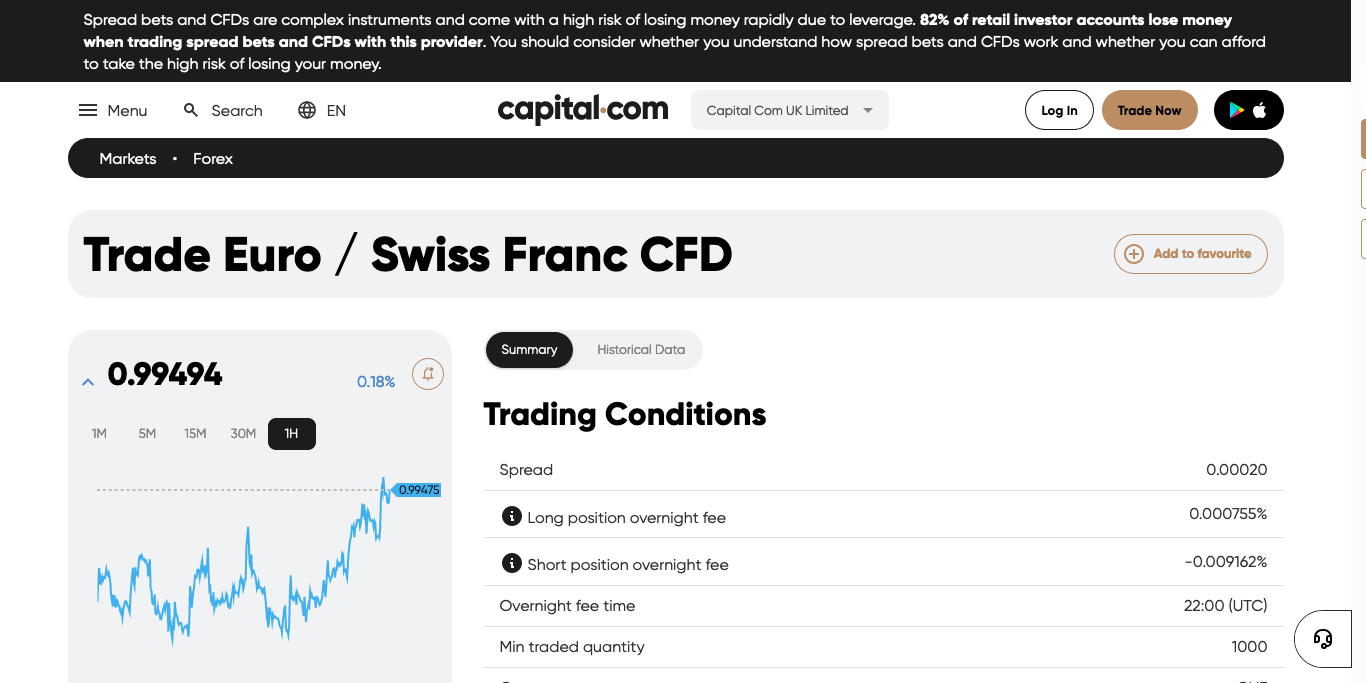 Spread bets and CFDs are complex instruments and come with a high risk of losing money rapidly due to leverage. 82% of retail investor accounts lose money
when trading spread bets and CFDs with this provider. You should consider whether you understand how spread bets and CFDs work and whether you can afford
to take the high risk of losing your money.
Menu
Search
EN
capital.com
Capital Com UK Limited
Log In
Trade Now
Markets • Forex
Trade Euro / Swiss Franc CFD
Add to favourite
0.99494
0.18%
1M 5M 15M 30M 1H
0.99475
Summary
Historical Data
Trading Conditions
Spread 0.00020
Long position overnight fee 0.000755%
Short position overnight fee -0.009162%
Overnight fee time 22:00 (UTC)
Min traded quantity 1000